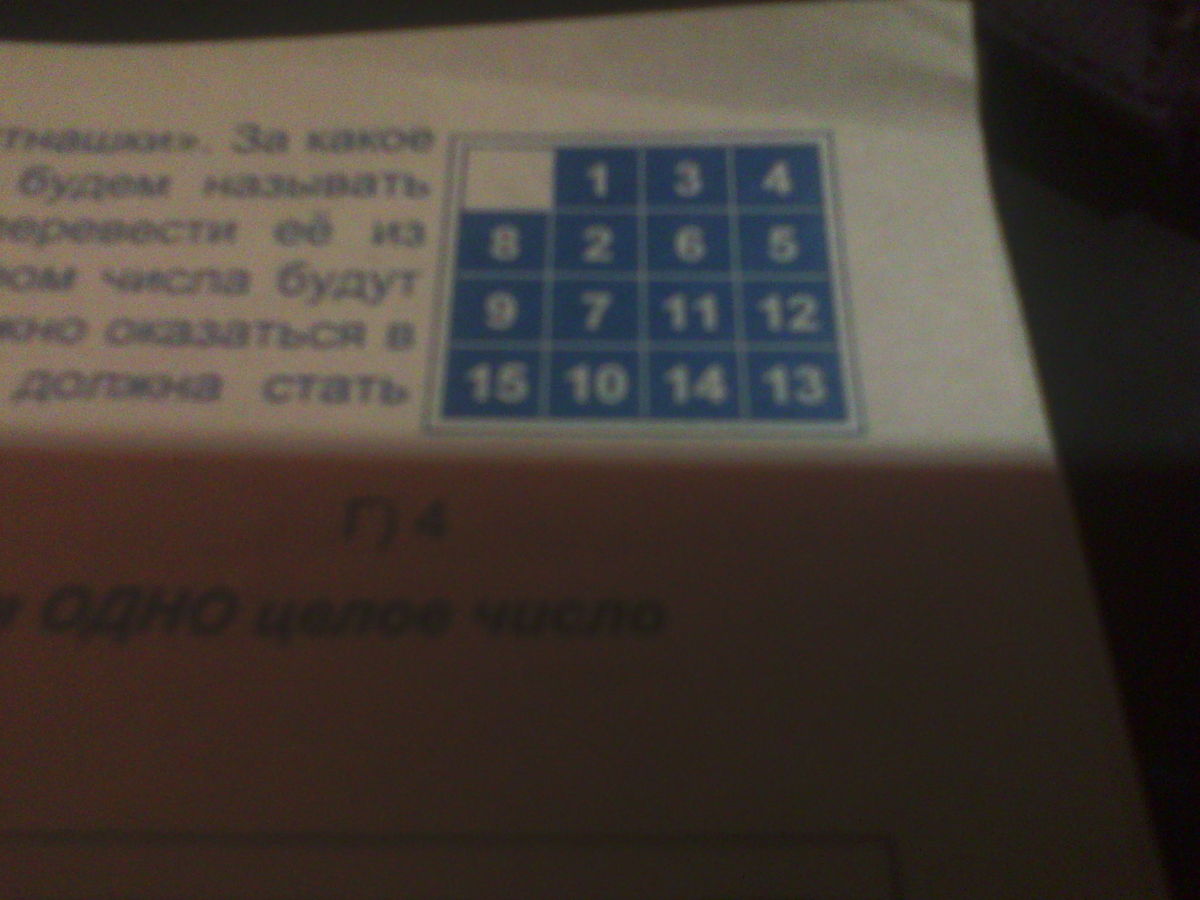 тнашки». За какое
будем называть
перевести её из
ом числа будут
жно оказаться в
должна стать
1 3 4
8 2 6 5
9 7 11 12
15 10 14 13
Г) 4
ОДНО целое число